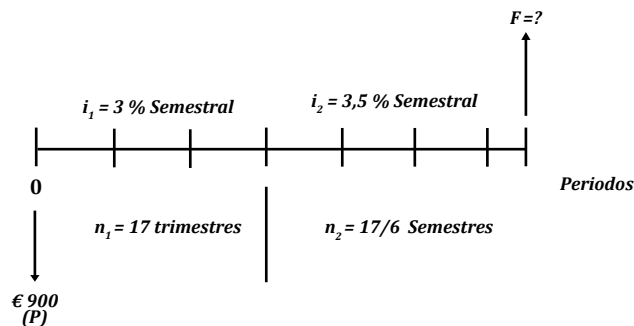 F=?
i₁ = 3 % Semestral
i₂ = 3,5 % Semestral
0
Periodos
n₁ = 17 trimestres
n₂ = 17/6 Semestres
€ 900
(P)